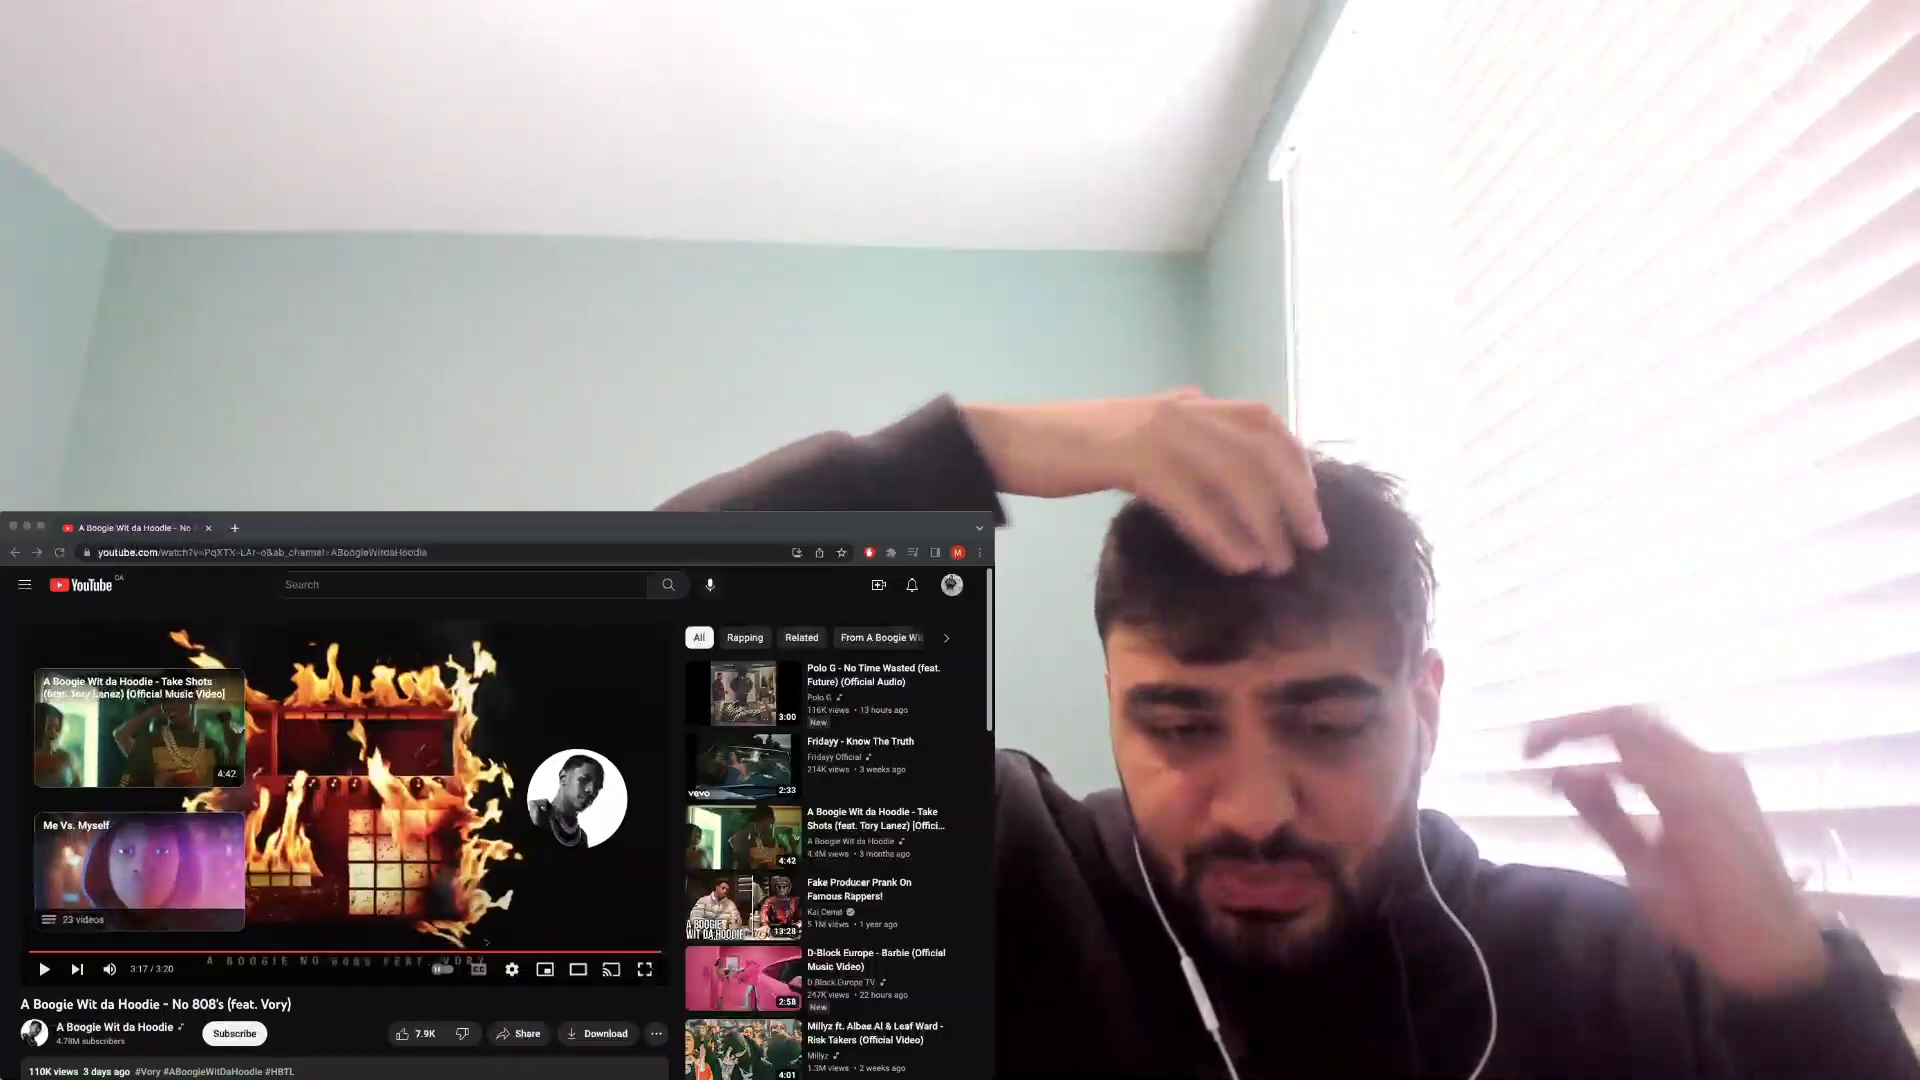 A Boogie Wit da Hoodie - No
youtube.com/watch?v=PqXTX-LAr-o&ab_channel=ABoogieWitdaHoodie
M
YouTube CA
Search
All
Rapping
Related
From A Boogie Wit
A Boogie Wit da Hoodie - Take Shots
(feat. Tory Lanez) [Official Music Video]
4:42
Me Vs. Myself
23 videos
A BOOGIE NO 808'S FEAT. VORY
3:17 / 3:20
A Boogie Wit da Hoodie - No 808's (feat. Vory)
A Boogie Wit da Hoodie
4.78M subscribers
Subscribe
7.9K
Share
Download
110K views 3 days ago #Vory #ABoogieWitDaHoodie #HBTL
Polo G - No Time Wasted (feat.
Future) (Official Audio)
Polo G
116K views • 13 hours ago
New
3:00
Fridayy - Know The Truth
Fridayy Official
214K views • 3 weeks ago
vevo
2:33
A Boogie Wit da Hoodie - Take
Shots (feat. Tory Lanez) [Offici...
A Boogie Wit da Hoodie
4.4M views • 3 months ago
4:42
Fake Producer Prank On
Famous Rappers!
Kai Cenat
5.1M views • 1 year ago
A BOOGIE
WIT DA HOODIE
13:28
D-Block Europe - Barbie (Official
Music Video)
D Block Europe TV
247K views • 22 hours ago
New
2:58
Millyz ft. Albee Al & Leaf Ward -
Risk Takers (Official Video)
Millyz
1.3M views • 2 weeks ago
4:01